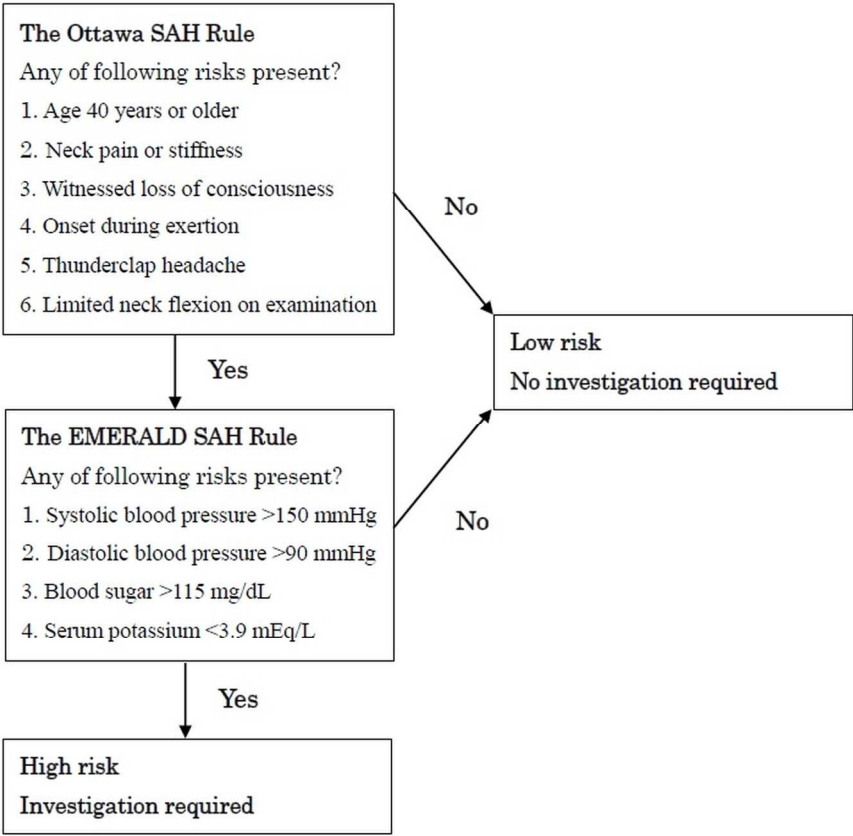 The Ottawa SAH Rule
Any of following risks present?
1. Age 40 years or older
2. Neck pain or stiffness
3. Witnessed loss of consciousness
4. Onset during exertion
5. Thunderclap headache
6. Limited neck flexion on examination
No
Low risk
No investigation required
Yes
The EMERALD SAH Rule
Any of following risks present?
1. Systolic blood pressure >150 mmHg
2. Diastolic blood pressure >90 mmHg
3. Blood sugar >115 mg/dL
4. Serum potassium <3.9 mEq/L
No
Yes
High risk
Investigation required